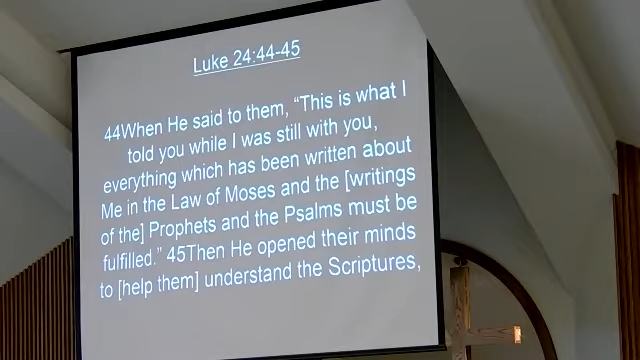 Luke 24:44-45
44When He said to them, “This is what I
told you while I was still with you,
everything which has been written about
Me in the Law of Moses and the [writings
of the] Prophets and the Psalms must be
fulfilled.” 45Then He opened their minds
to [help them] understand the Scriptures,